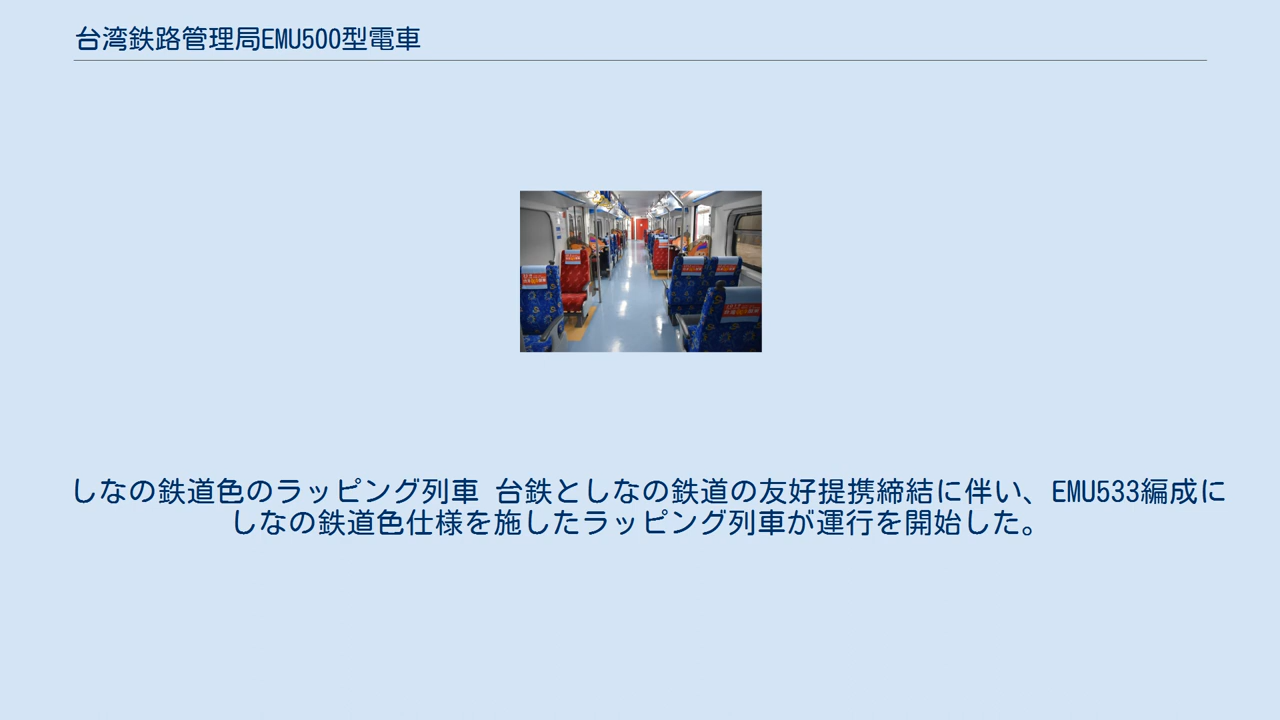 台湾鉄路管理局EMU500型電車
しなの鉄道色のラッピング列車 台鉄としなの鉄道の友好提携締結に伴い、EMU533編成に
しなの鉄道色仕様を施したラッピング列車が運行を開始した。